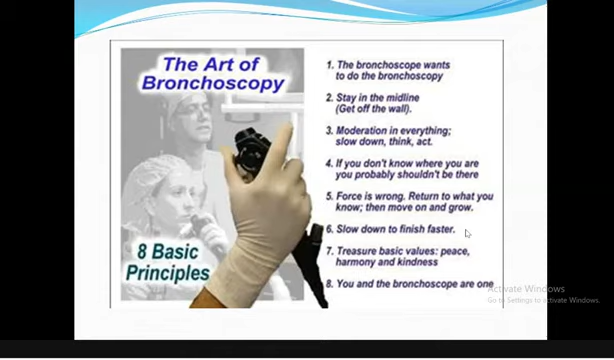 The Art of
Bronchoscopy
8 Basic
Principles
1. The bronchoscope wants
to do the bronchoscopy
2. Stay in the midline
(Get off the wall).
3. Moderation in everything;
slow down, think, act.
4. If you don't know where you are
you probably shouldn't be there
5. Force is wrong. Return to what you
know; then move on and grow.
6. Slow down to finish faster.
7. Treasure basic values: peace,
harmony and kindness
8. You and the bronchoscope are one
Activate Windows
Go to Settings to activate Windows.